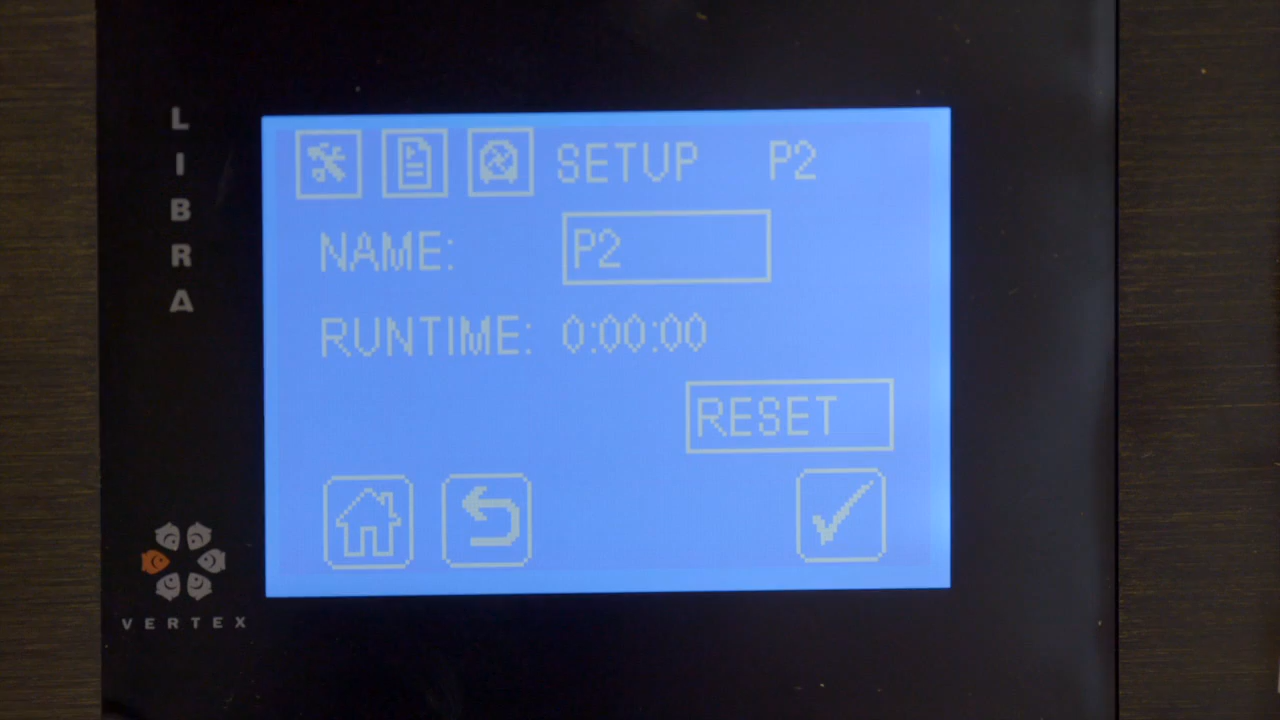 LIBRA
SETUP P2
NAME: P2
RUNTIME: 0:00:00
RESET
VERTEX